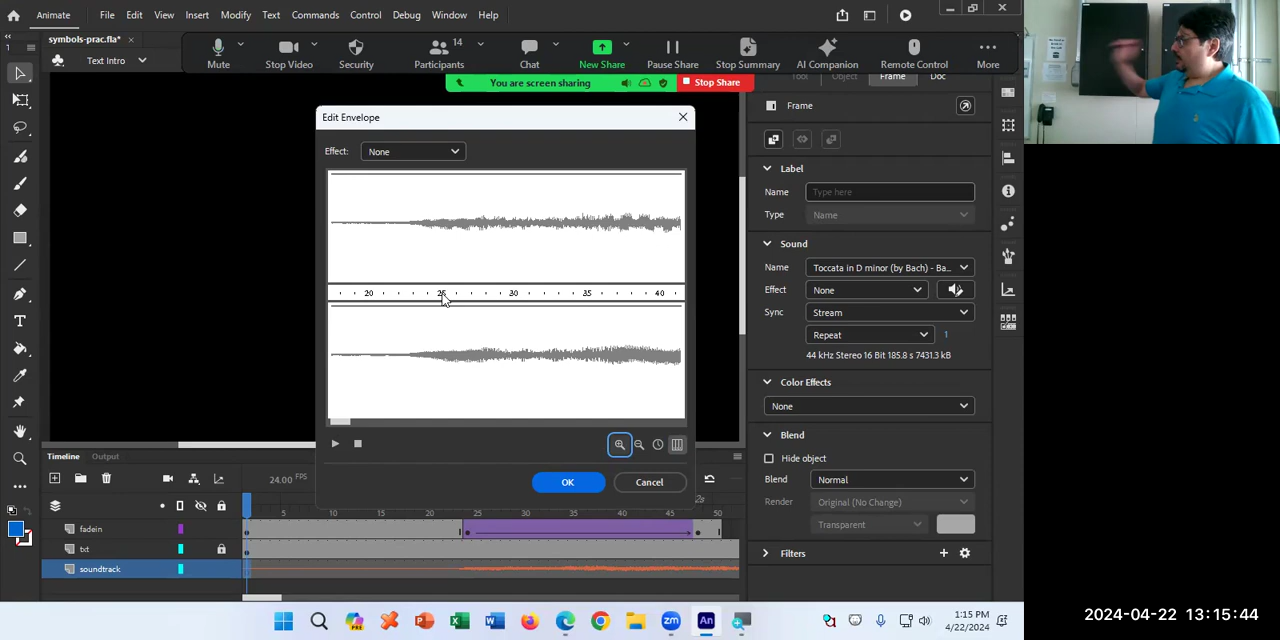 Animate File Edit View Insert Modify Text Commands Control Debug Window Help
symbols-prac.fla*
Text Intro
Mute Stop Video Security Participants 14 Chat New Share Pause Share Stop Summary AI Companion Remote Control More
You are screen sharing Stop Share
Tool Object Frame Doc
Frame
Edit Envelope
Effect: None
20 25 30 35 40
OK Cancel
Label
Name Type here
Type Name
Sound
Name Toccata in D minor (by Bach) - Ba...
Effect None
Sync Stream
Repeat 1
44 kHz Stereo 16 Bit 185.8 s 7431.3 kB
Color Effects
None
Blend
Hide object
Blend Normal
Render Original (No Change)
Transparent
Filters
Timeline Output
24.00 FPS
2s
5 10 15 20 25 30 35 40 45 50
fadein
txt
soundtrack
1:15 PM
4/22/2024
2024-04-22 13:15:44